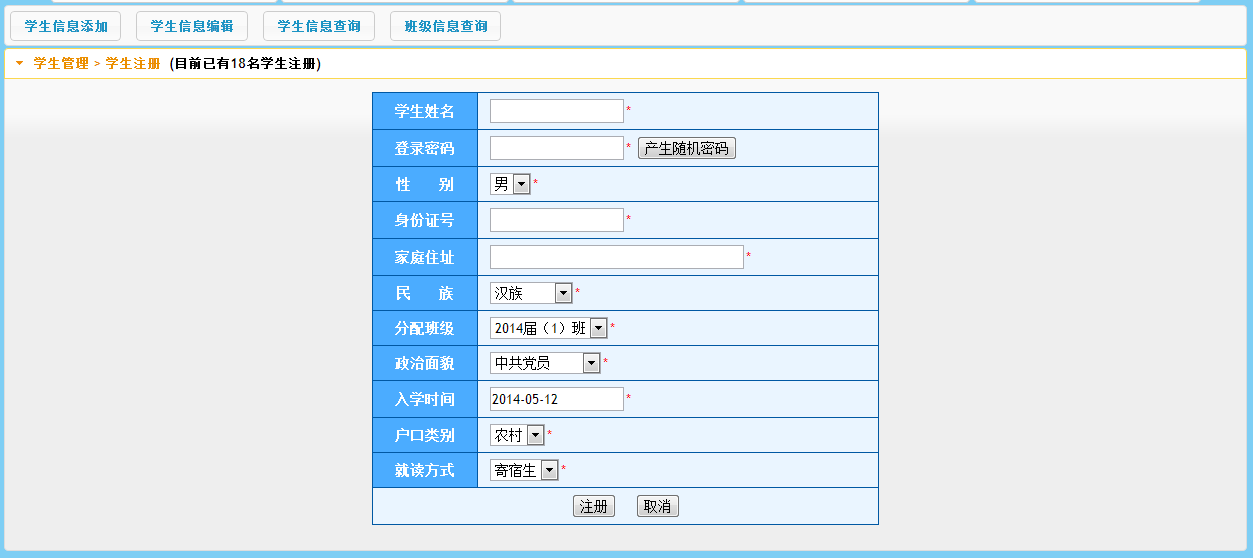 学生信息添加 学生信息编辑 学生信息查询 班级信息查询
学生管理 > 学生注册 (目前已有18名学生注册)
学生姓名 *
登录密码 * 产生随机密码
性 别 男 *
身份证号 *
家庭住址 *
民 族 汉族 *
分配班级 2014届（1）班 *
政治面貌 中共党员 *
入学时间 2014-05-12 *
户口类别 农村 *
就读方式 寄宿生 *
注册 取消